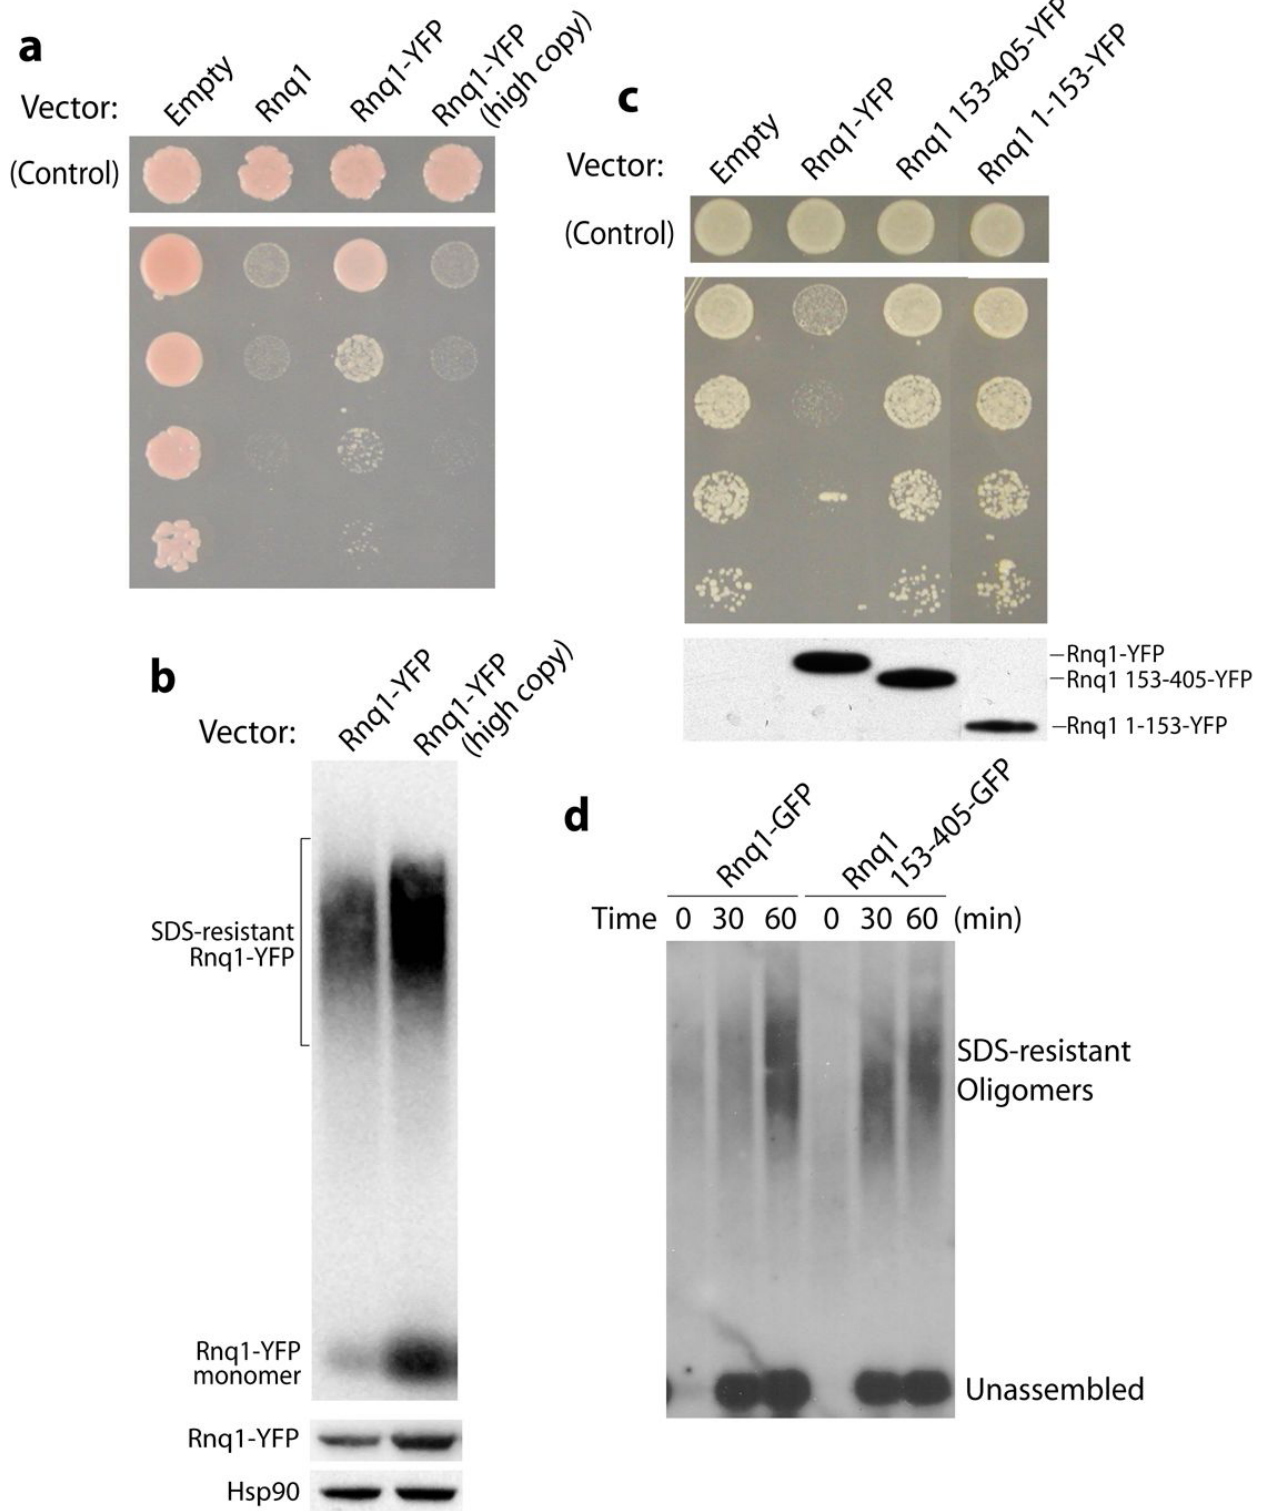 a
Vector:
Empty
Rnq1
Rnq1-YFP
Rnq1-YFP
(high copy)
(Control)
b
Vector:
Rnq1-YFP
Rnq1-YFP
(high copy)
SDS-resistant
Rnq1-YFP
Rnq1-YFP
monomer
Rnq1-YFP
Hsp90
c
Vector:
Empty
Rnq1-YFP
Rnq1 153-405-YFP
Rnq1 1-153-YFP
(Control)
Rnq1-YFP
Rnq1 153-405-YFP
Rnq1 1-153-YFP
d
Rnq1-GFP
Rnq1
153-405-GFP
Time 0 30 60 0 30 60 (min)
SDS-resistant
Oligomers
Unassembled